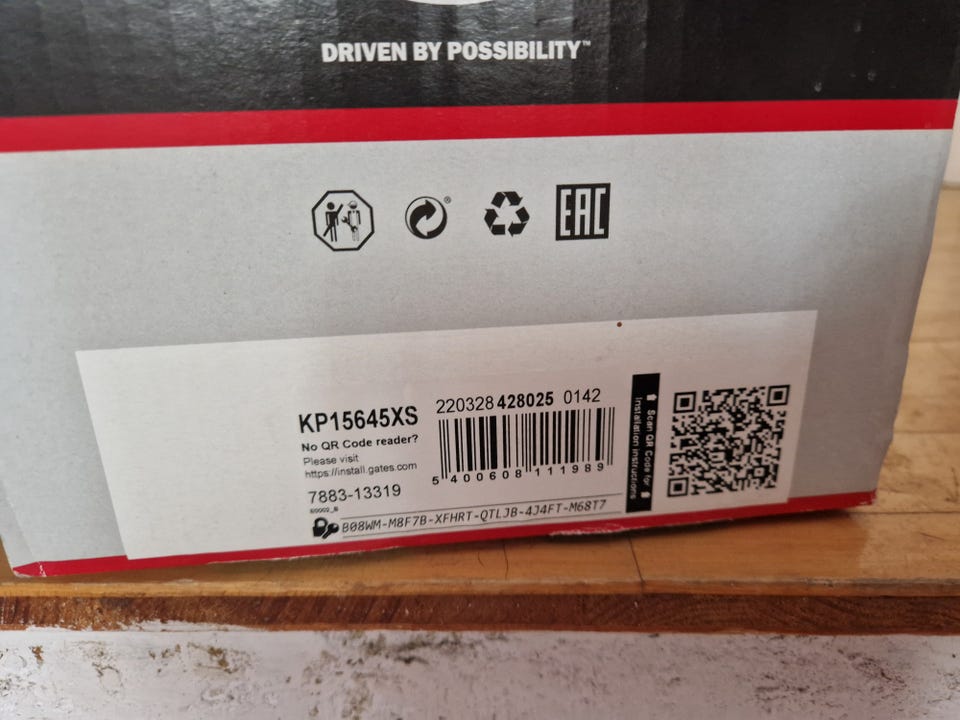 DRIVEN BY POSSIBILITY™
®
EAC
KP15645XS
No QR Code reader?
Please visit
https://install.gates.com
7883-13319
220328 428025 0142
5 400608 111989
B08WM-M8F7B-XFHRT-QTLJB-4J4FT-M68T7
Scan QR Code for
Installation instructions